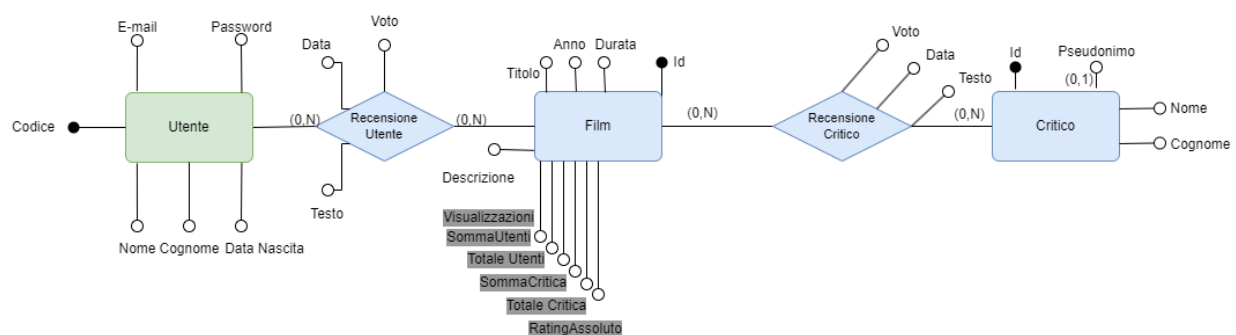 E-mail
Password
Codice
Utente
Nome
Cognome
Data Nascita
Data
Voto
Recensione
Utente
(0,N)
(0,N)
Testo
Titolo
Anno
Durata
Id
Film
Descrizione
Visualizzazioni
SommaUtenti
Totale Utenti
SommaCritica
Totale Critica
RatingAssoluto
(0,N)
Recensione
Critico
Voto
Data
Testo
(0,N)
Id
Pseudonimo
(0,1)
Critico
Nome
Cognome